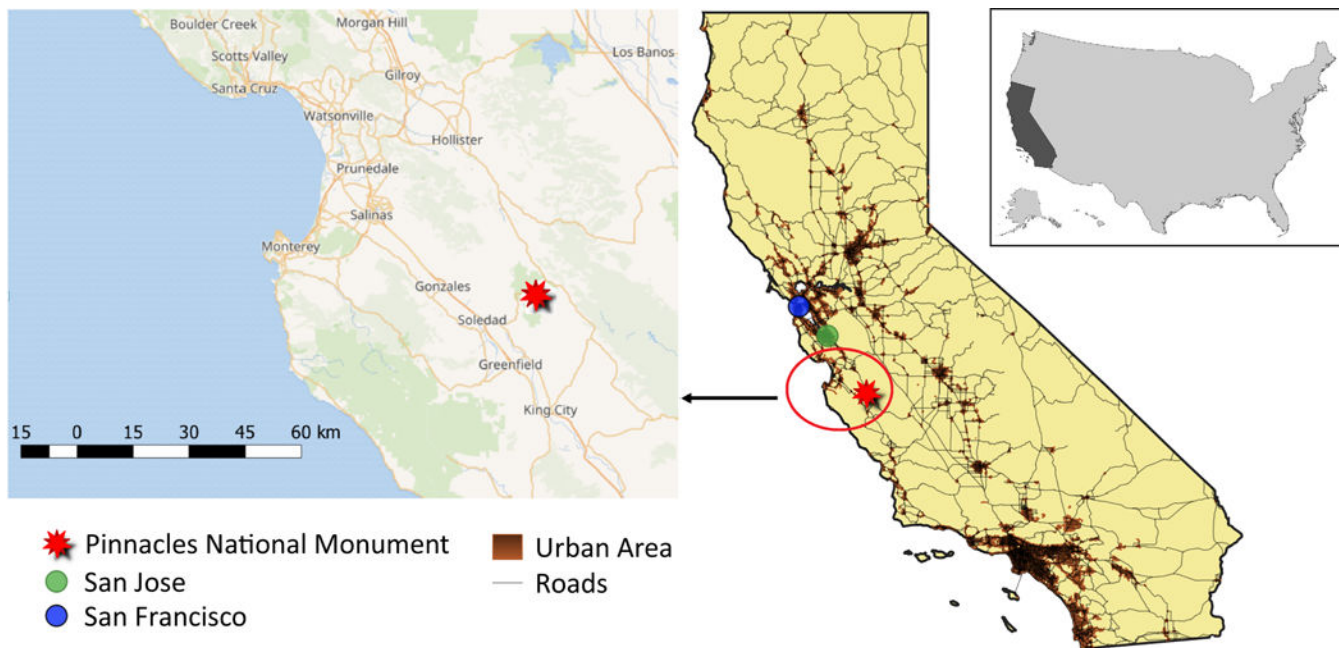 Boulder Creek
Morgan Hill
Scotts Valley
Los Banos
Gilroy
Santa Cruz
Watsonville
Hollister
Prunedale
Salinas
Monterey
Gonzales
Soledad
Greenfield
King City
15 0 15 30 45 60 km
Pinnacles National Monument
San Jose
San Francisco
Urban Area
Roads